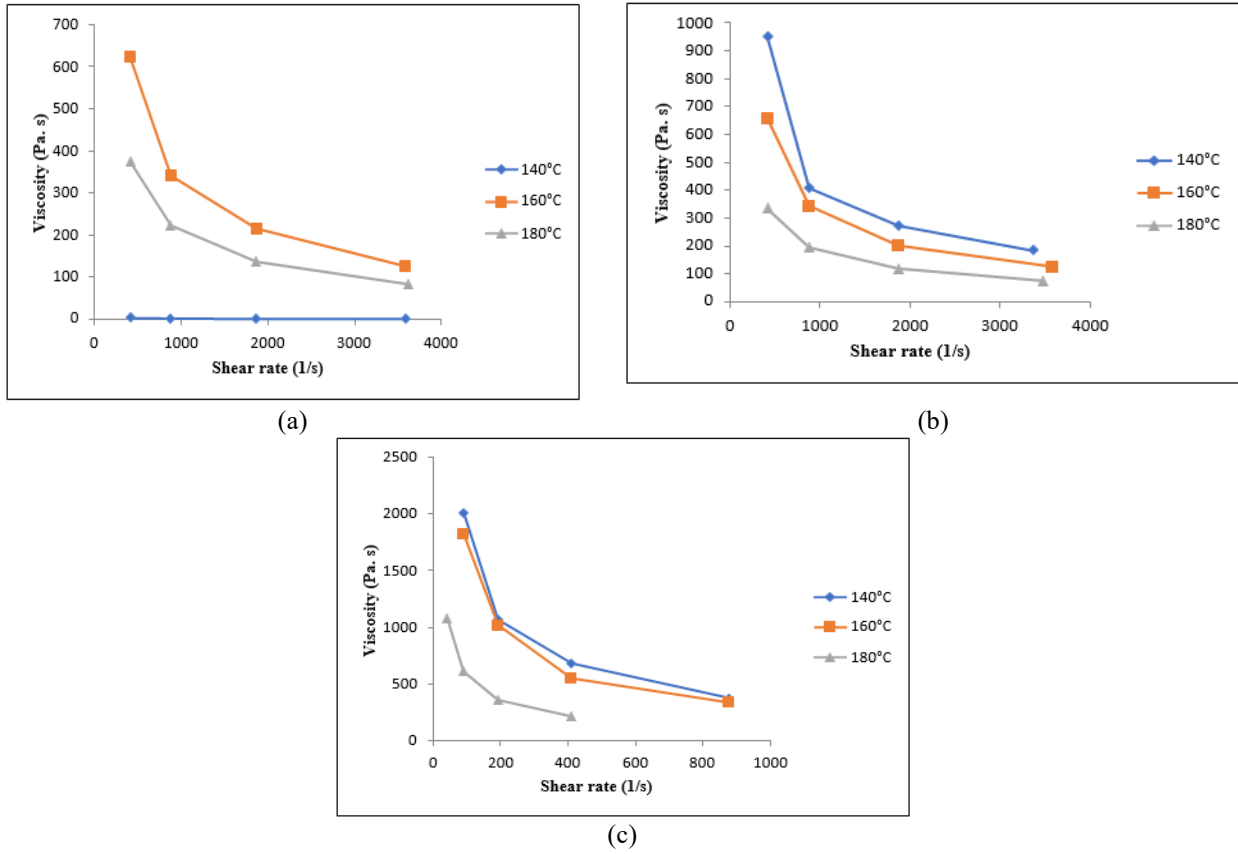 700
600
500
400
300
200
100
0
Viscosity (Pa. s)
0 1000 2000 3000 4000
Shear rate (1/s)
140°C
160°C
180°C
(a)
1000
900
800
700
600
500
400
300
200
100
0
Viscosity (Pa. s)
0 1000 2000 3000 4000
Shear rate (1/s)
140°C
160°C
180°C
(b)
2500
2000
1500
1000
500
0
Viscosity (Pa. s)
0 200 400 600 800 1000
Shear rate (1/s)
140°C
160°C
180°C
(c)